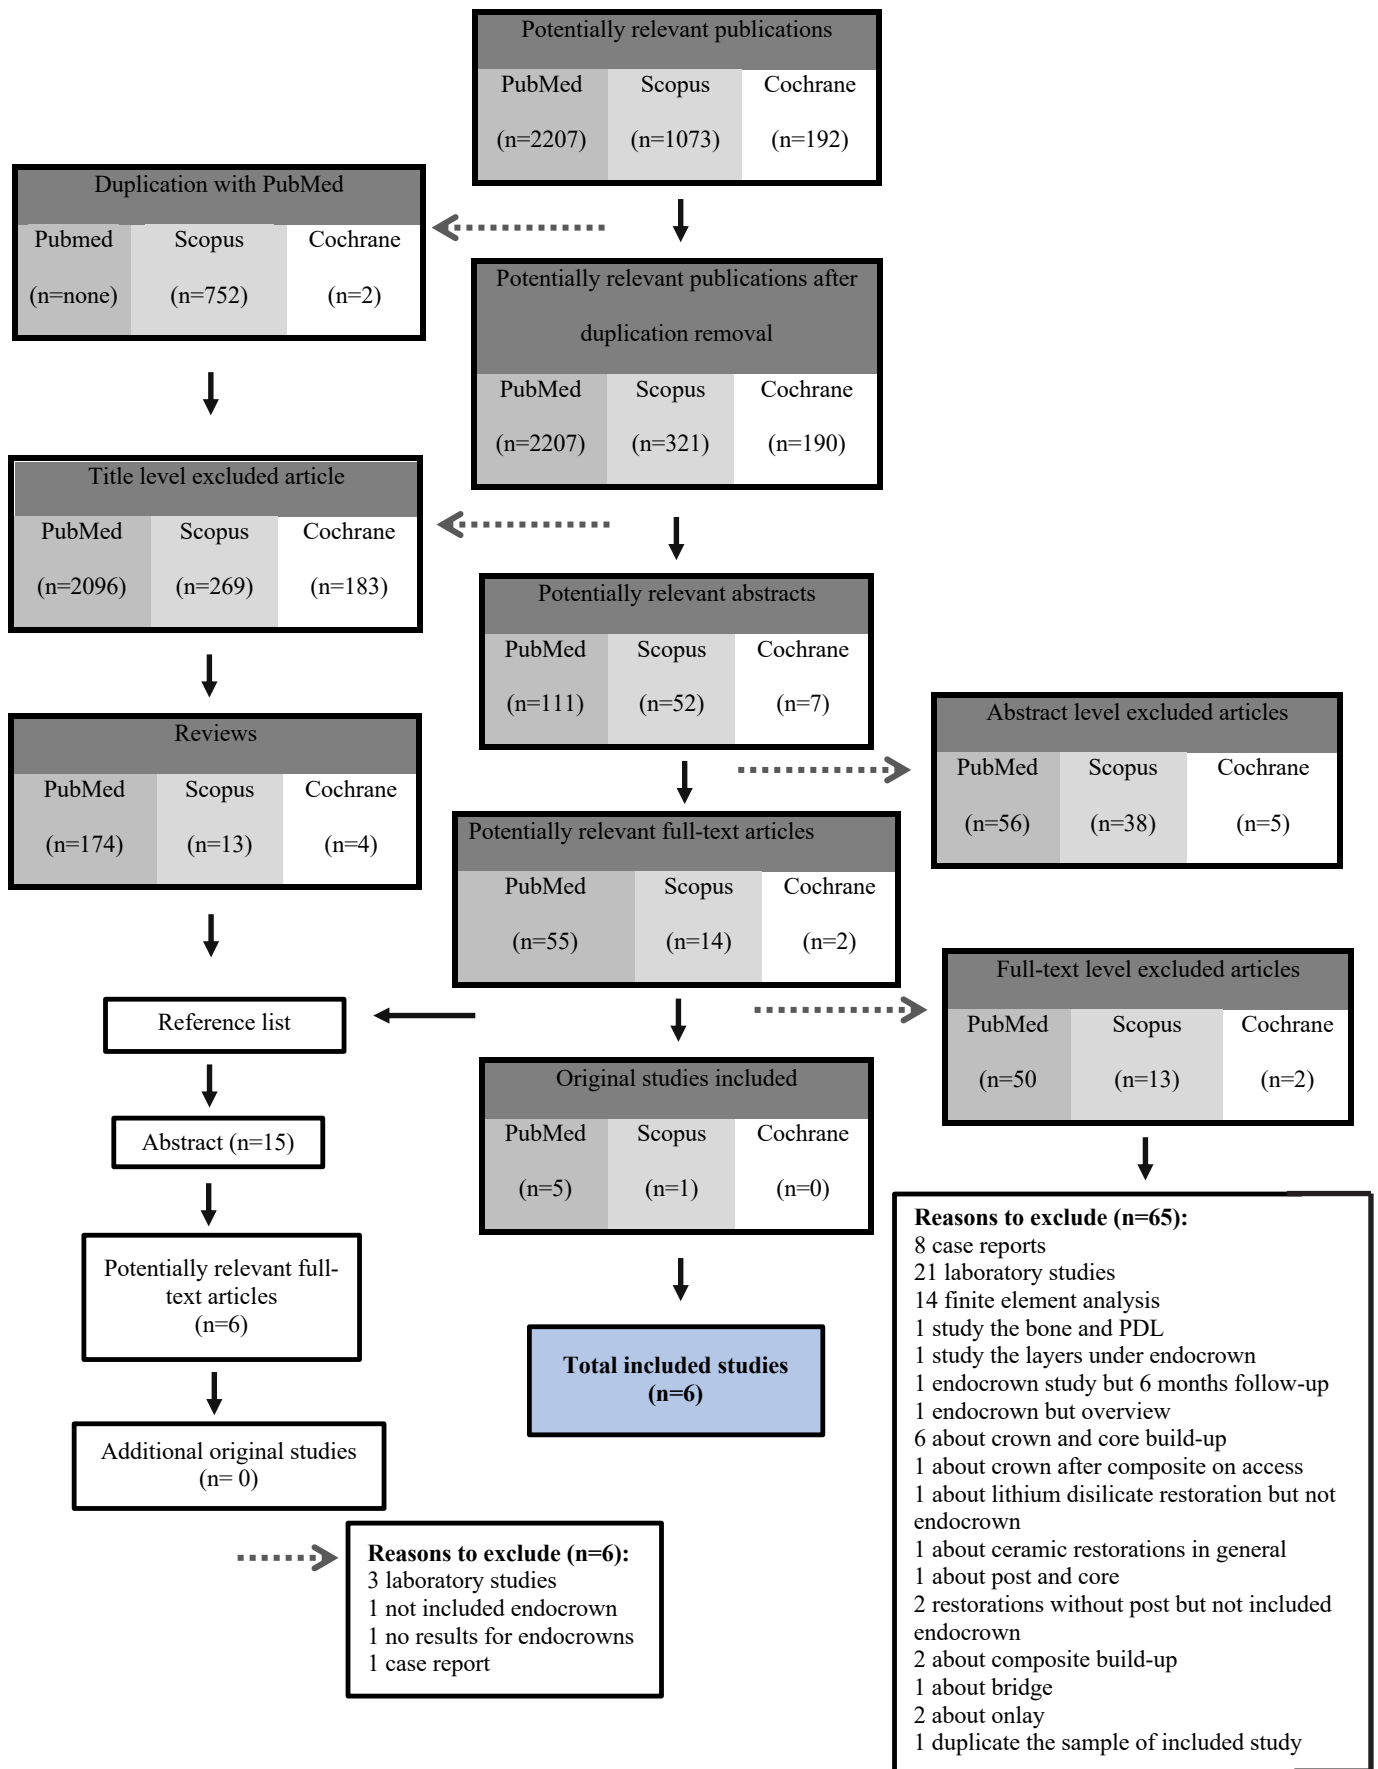 Potentially relevant publications
PubMed Scopus Cochrane
(n=2207) (n=1073) (n=192)
Duplication with PubMed
Pubmed Scopus Cochrane
(n=none) (n=752) (n=2)
Potentially relevant publications after
duplication removal
PubMed Scopus Cochrane
(n=2207) (n=321) (n=190)
Title level excluded article
PubMed Scopus Cochrane
(n=2096) (n=269) (n=183)
Potentially relevant abstracts
PubMed Scopus Cochrane
(n=111) (n=52) (n=7)
Abstract level excluded articles
PubMed Scopus Cochrane
(n=56) (n=38) (n=5)
Reviews
PubMed Scopus Cochrane
(n=174) (n=13) (n=4)
Potentially relevant full-text articles
PubMed Scopus Cochrane
(n=55) (n=14) (n=2)
Full-text level excluded articles
PubMed Scopus Cochrane
(n=50 (n=13) (n=2)
Reference list
Abstract (n=15)
Potentially relevant full-
text articles
(n=6)
Additional original studies
(n= 0)
Reasons to exclude (n=6):
3 laboratory studies
1 not included endocrown
1 no results for endocrowns
1 case report
Original studies included
PubMed Scopus Cochrane
(n=5) (n=1) (n=0)
Total included studies
(n=6)
Reasons to exclude (n=65):
8 case reports
21 laboratory studies
14 finite element analysis
1 study the bone and PDL
1 study the layers under endocrown
1 endocrown study but 6 months follow-up
1 endocrown but overview
6 about crown and core build-up
1 about crown after composite on access
1 about lithium disilicate restoration but not
endocrown
1 about ceramic restorations in general
1 about post and core
2 restorations without post but not included
endocrown
2 about composite build-up
1 about bridge
2 about onlay
1 duplicate the sample of included study